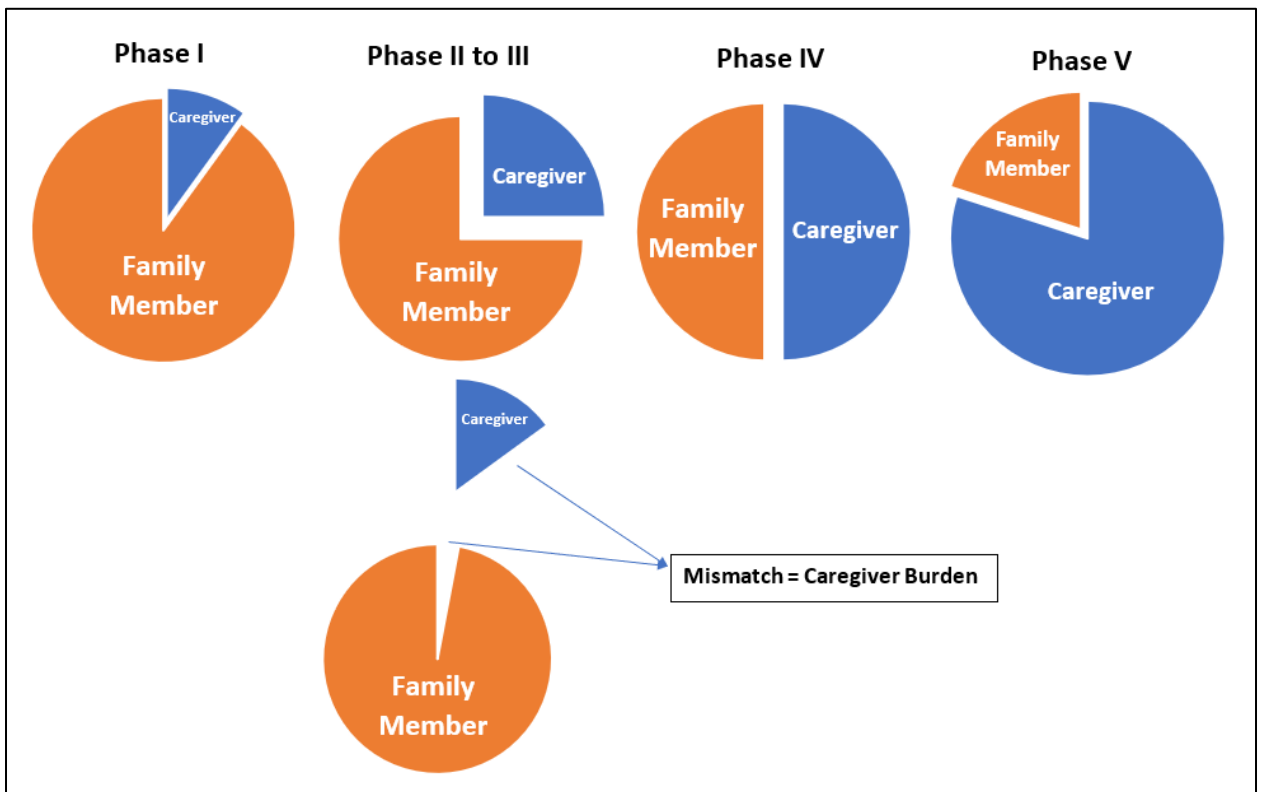 Phase I
Phase II to III
Phase IV
Phase V
Caregiver
Family
Member
Caregiver
Family
Member
Family
Member
Caregiver
Family
Member
Caregiver
Caregiver
Mismatch = Caregiver Burden
Family
Member